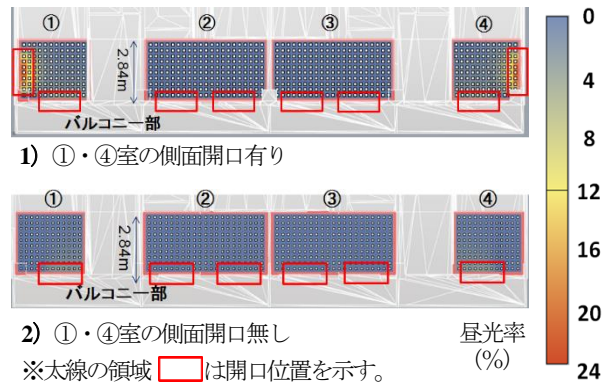 ① ② ③ ④
2.84m
バルコニー部
1) ①・④室の側面開口有り
① ② ③ ④
2.84m
バルコニー部
2) ①・④室の側面開口無し
※太線の領域 は開口位置を示す。
昼光率
(%)
0
4
8
12
16
20
24